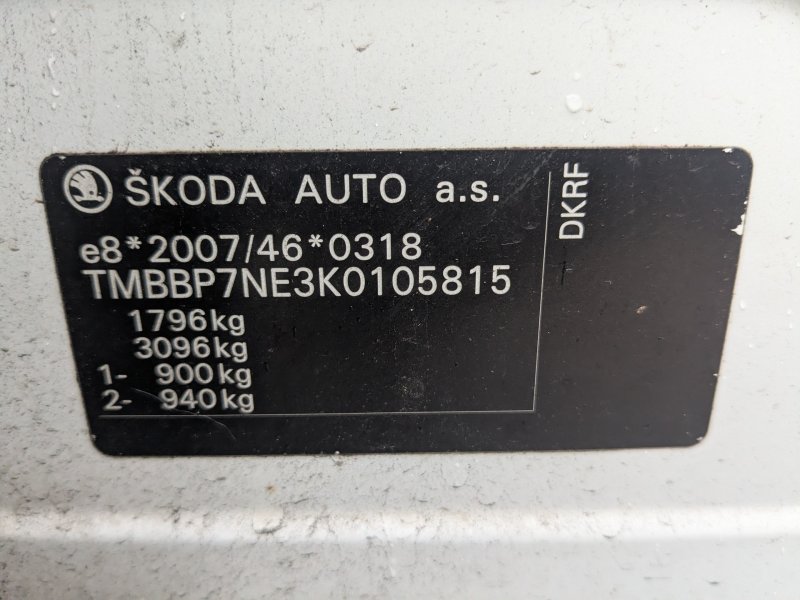 ŠKODA AUTO a.s.
e8*2007/46*0318
TMBBP7NE3K0105815
1796kg
3096kg
1- 900kg
2- 940kg
DKRF